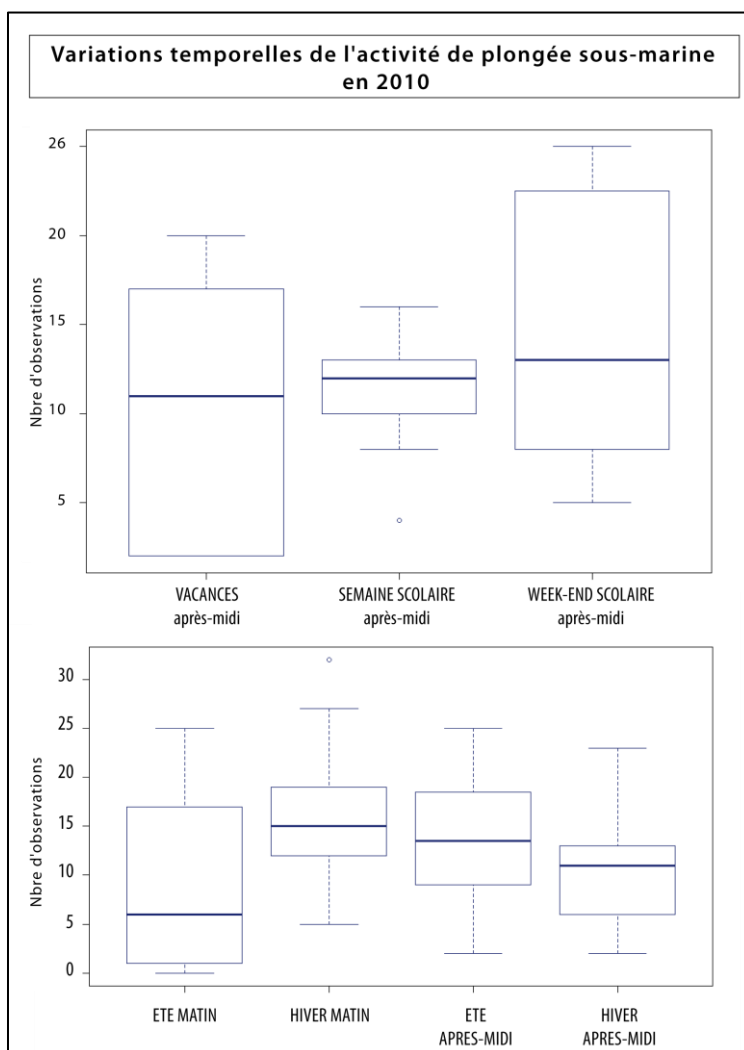 Variations temporelles de l'activité de plongée sous-marine
en 2010
26
20
15
10
5
Nbre d'observations
VACANCES
après-midi
SEMAINE SCOLAIRE
après-midi
WEEK-END SCOLAIRE
après-midi
30
25
20
15
10
5
0
Nbre d'observations
ETE MATIN
HIVER MATIN
ETE
APRES-MIDI
HIVER
APRES-MIDI